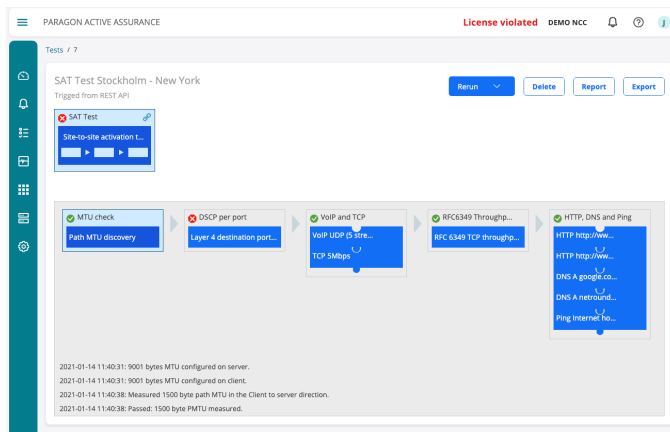 PARAGON ACTIVE ASSURANCE
License violated DEMO NCC
J
Tests / 7
SAT Test Stockholm - New York
Trigged from REST API
Rerun
Delete
Report
Export
SAT Test
Site-to-site activation t...
MTU check
Path MTU discovery
DSCP per port
Layer 4 destination port...
VoIP and TCP
VoIP UDP (5 stre...
TCP 5Mbps
RFC6349 Throughp...
RFC 6349 TCP throughp...
HTTP, DNS and Ping
HTTP http://ww...
HTTP http://ww...
DNS A google.co...
DNS A netround...
Ping Internet ho...
2021-01-14 11:40:31: 9001 bytes MTU configured on server.
2021-01-14 11:40:31: 9001 bytes MTU configured on client.
2021-01-14 11:40:38: Measured 1500 byte path MTU in the Client to server direction.
2021-01-14 11:40:38: Passed: 1500 byte PMTU measured.